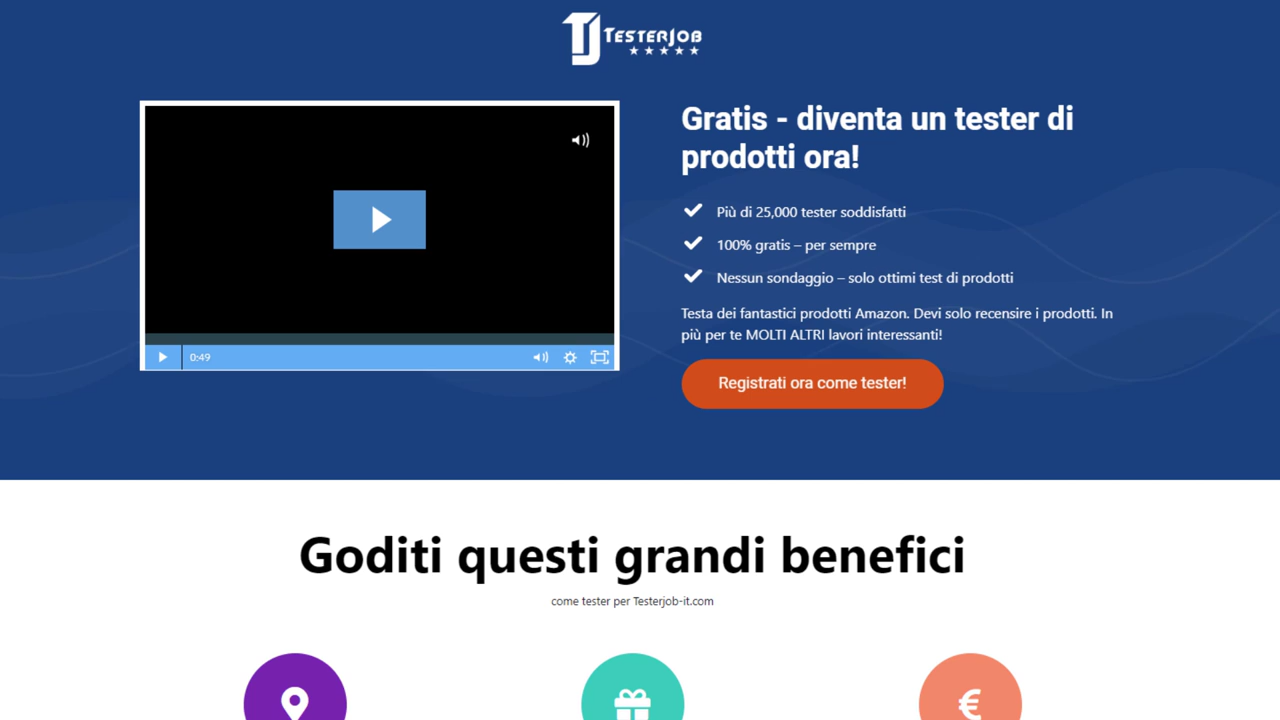 TJ TesterJob
Gratis - diventa un tester di
prodotti ora!
Più di 25,000 tester soddisfatti
100% gratis – per sempre
Nessun sondaggio – solo ottimi test di prodotti
Testa dei fantastici prodotti Amazon. Devi solo recensire i prodotti. In
più per te MOLTI ALTRI lavori interessanti!
0:49
Registrati ora come tester!
Goditi questi grandi benefici
come tester per Testerjob-it.com
€